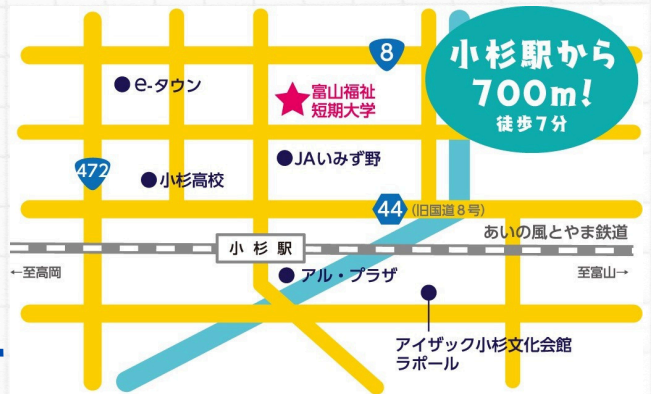 8
小杉駅から
700m!
徒歩7分
e-タウン
富山福祉
短期大学
JAいみず野
472
小杉高校
44
(旧国道8号)
あいの風とやま鉄道
小杉駅
←至高岡
アル・プラザ
至富山→
アイザック小杉文化会館
ラポール